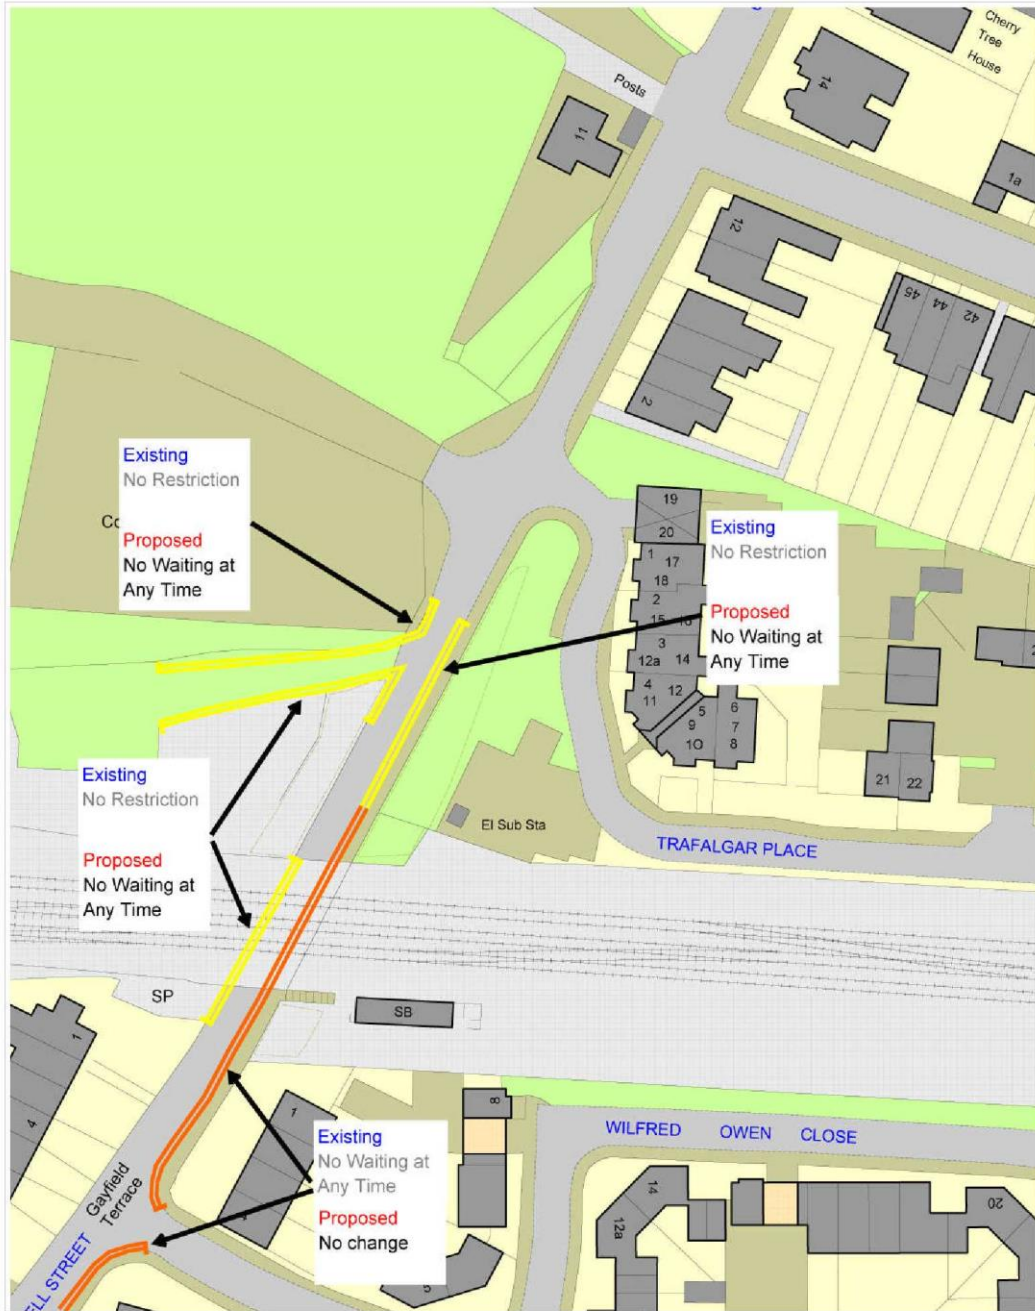 Cherry
Tree
House
Posts
14
11
1a
12
45
44
42
2
Existing
No Restriction
Proposed
No Waiting at
Any Time
19
20
1
17
18
2
15
16
3
12a
14
4
11
12
5
6
9
7
10
8
Existing
No Restriction
Proposed
No Waiting at
Any Time
21
22
El Sub Sta
TRAFALGAR PLACE
Existing
No Restriction
Proposed
No Waiting at
Any Time
SP
SB
1
4
1
8
WILFRED OWEN CLOSE
Existing
No Waiting at
Any Time
Proposed
No change
Gayfield
Terrace
ELL STREET
14
12a
20